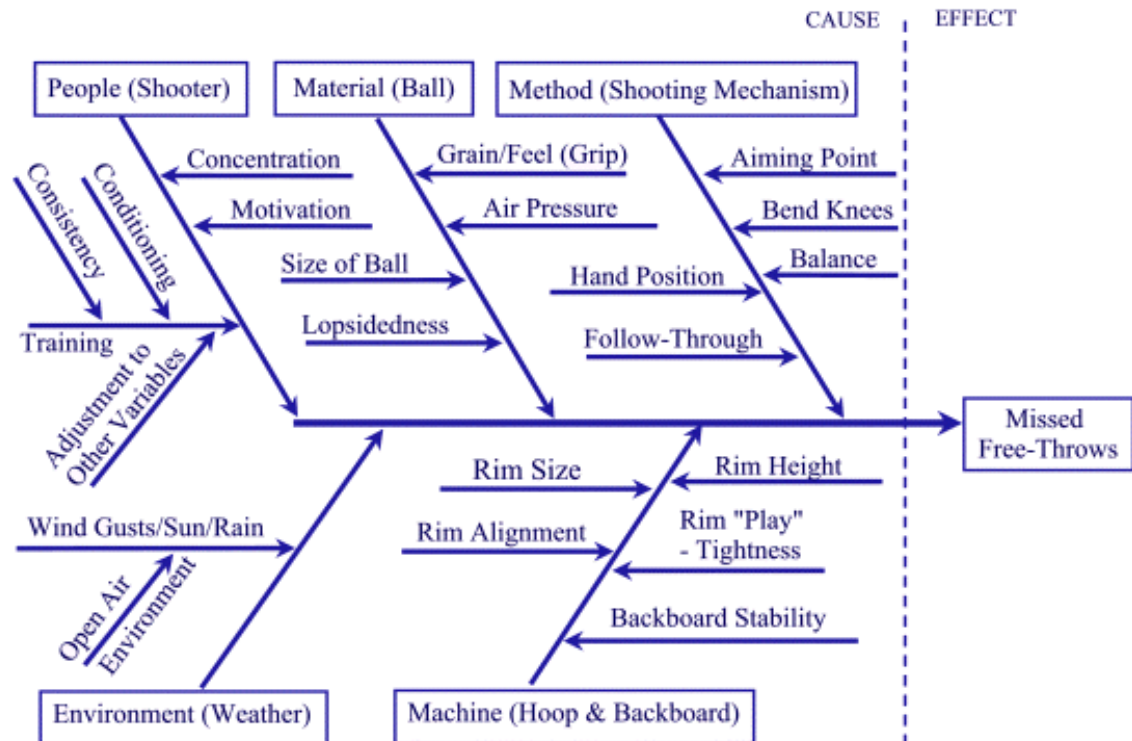 CAUSE
EFFECT
People (Shooter)
Material (Ball)
Method (Shooting Mechanism)
Concentration
Motivation
Consistency
Conditioning
Training
Adjustment to
Other Variables
Grain/Feel (Grip)
Air Pressure
Size of Ball
Lopsidedness
Aiming Point
Bend Knees
Balance
Hand Position
Follow-Through
Missed
Free-Throws
Wind Gusts/Sun/Rain
Open Air
Environment
Rim Size
Rim Height
Rim Alignment
Rim "Play"
- Tightness
Backboard Stability
Environment (Weather)
Machine (Hoop & Backboard)